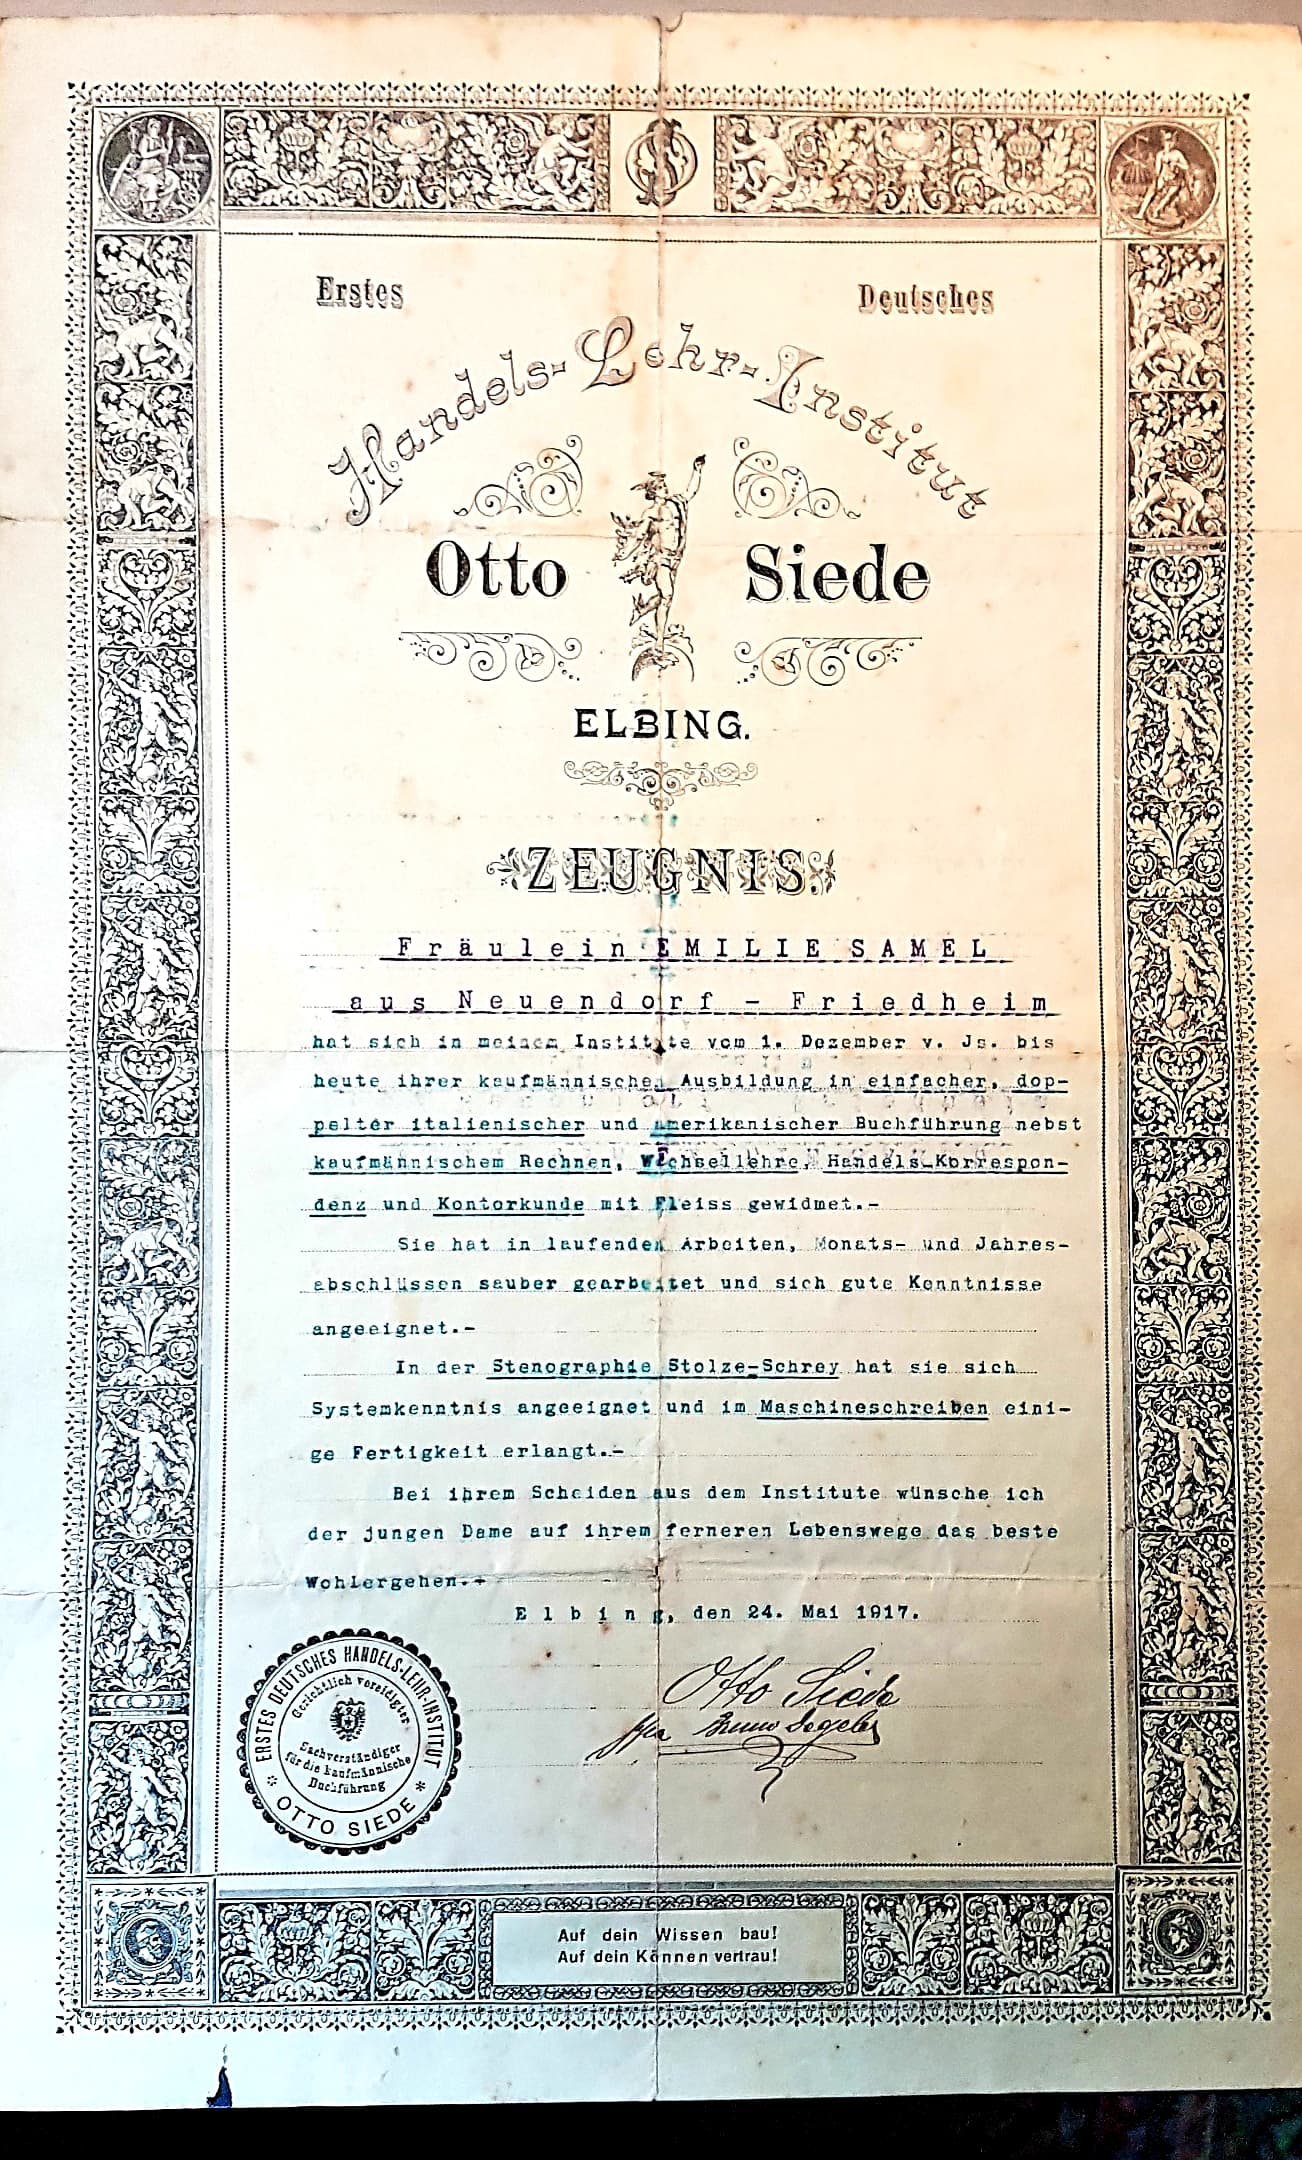 Erstes Deutsches
Handels-Lehr-Institut
Otto Siede
ELBING.
ZEUGNIS.
Fräulein EMILIE SAMEL
aus Neuendorf - Friedheim
hat sich in meinem Institute vom 1. Dezember v. Js. bis
heute ihrer kaufmännischen Ausbildung in einfacher, dop-
pelter italienischer und amerikanischer Buchführung nebst
kaufmännischem Rechnen, Wechsellehre, Handels-Korrespon-
denz und Kontorkunde mit Fleiss gewidmet.-
Sie hat in laufenden Arbeiten, Monats- und Jahres-
abschlüssen sauber gearbeitet und sich gute Kenntnisse
angeeignet.-
In der Stenographie Stolze-Schrey hat sie sich
Systemkenntnis angeeignet und im Maschineschreiben eini-
ge Fertigkeit erlangt.-
Bei ihrem Scheiden aus dem Institute wünsche ich
der jungen Dame auf ihrem ferneren Lebenswege das beste
Wohlergehen.-
Elbing, den 24. Mai 1917.
Otto Siede
Bruno
ERSTES DEUTSCHES HANDELS-LEHR-INSTITUT
Gerichtlich vereidigter
Sachverständiger
für die kaufmännische
Buchführung
* OTTO SIEDE *
Auf dein Wissen bau!
Auf dein Können vertrau!